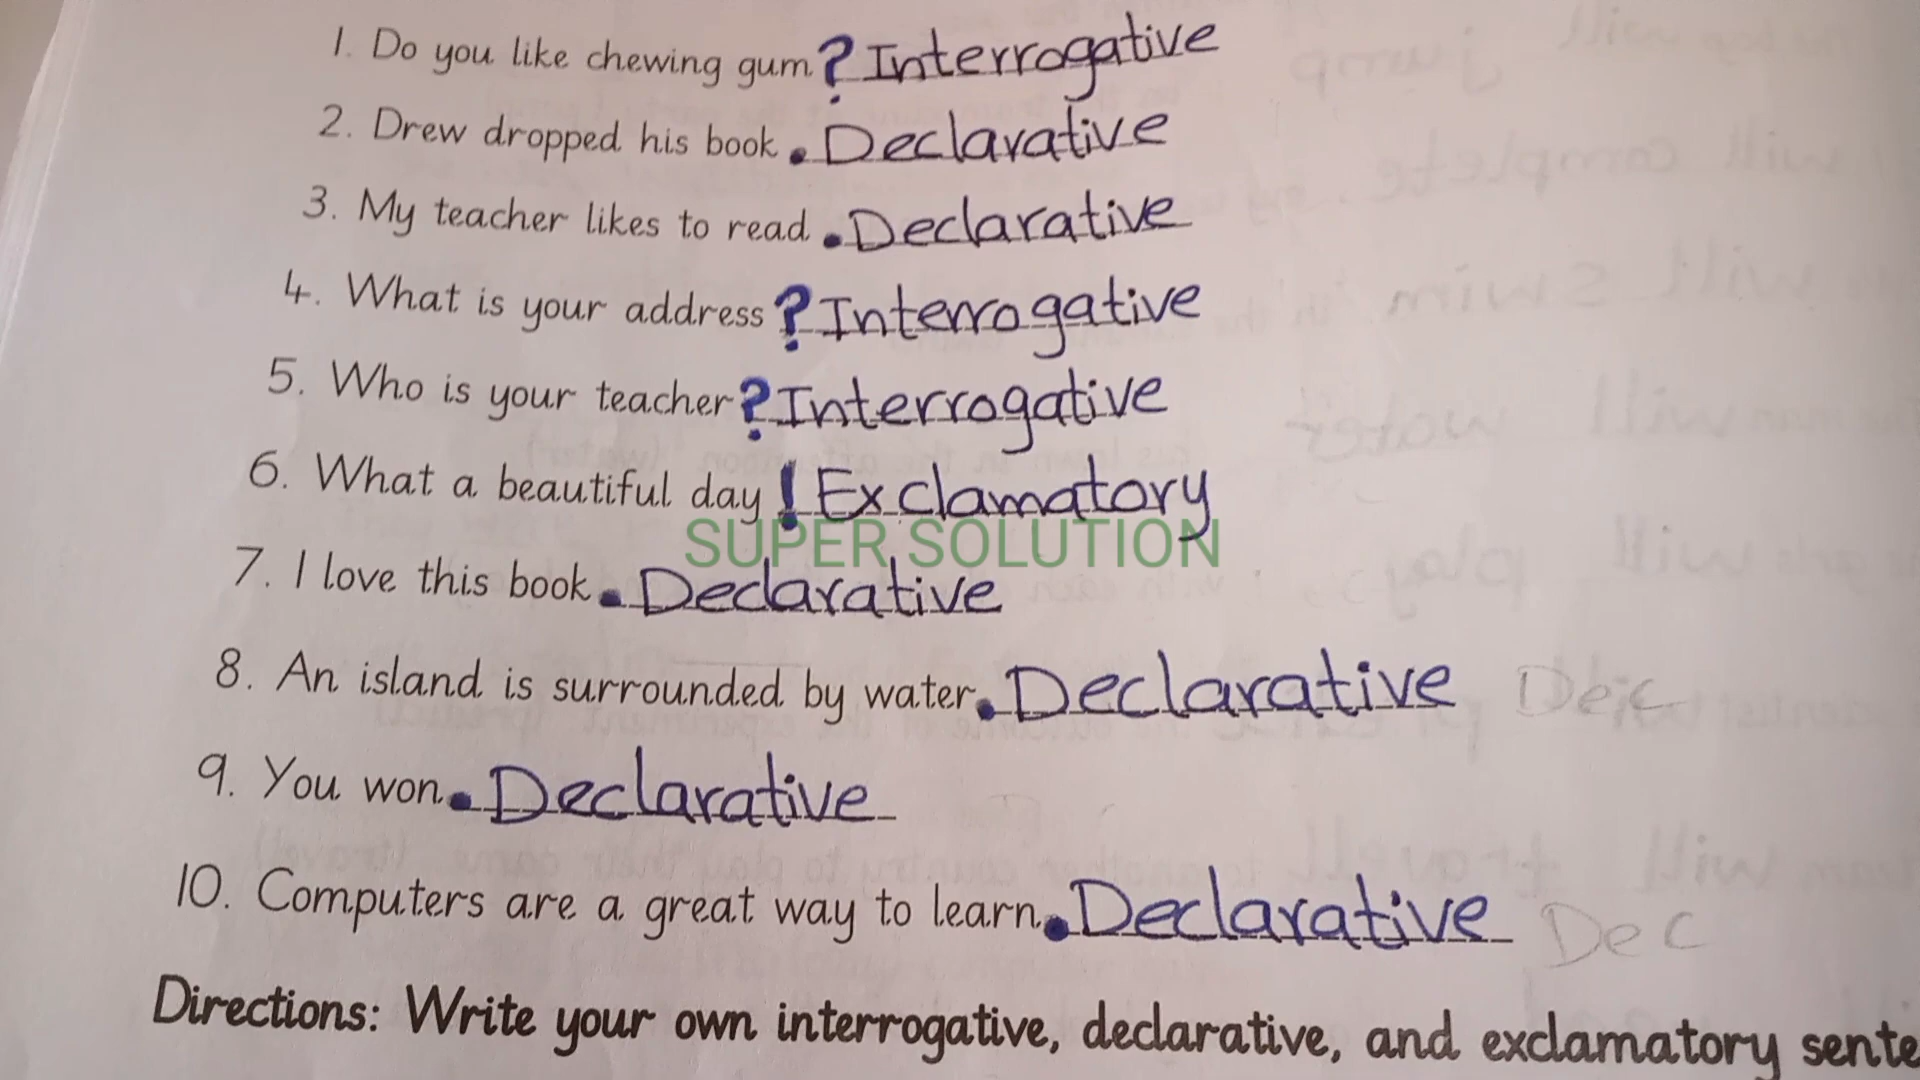 1. Do you like chewing gum? Interrogative
2. Drew dropped his book. Declarative
3. My teacher likes to read. Declarative
4. What is your address? Interrogative
5. Who is your teacher? Interrogative
6. What a beautiful day! Exclamatory
SUPER SOLUTION
7. I love this book. Declarative
8. An island is surrounded by water. Declarative Deic
9. You won. Declarative
10. Computers are a great way to learn. Declarative Dec
Directions: Write your own interrogative, declarative, and exclamatory sente